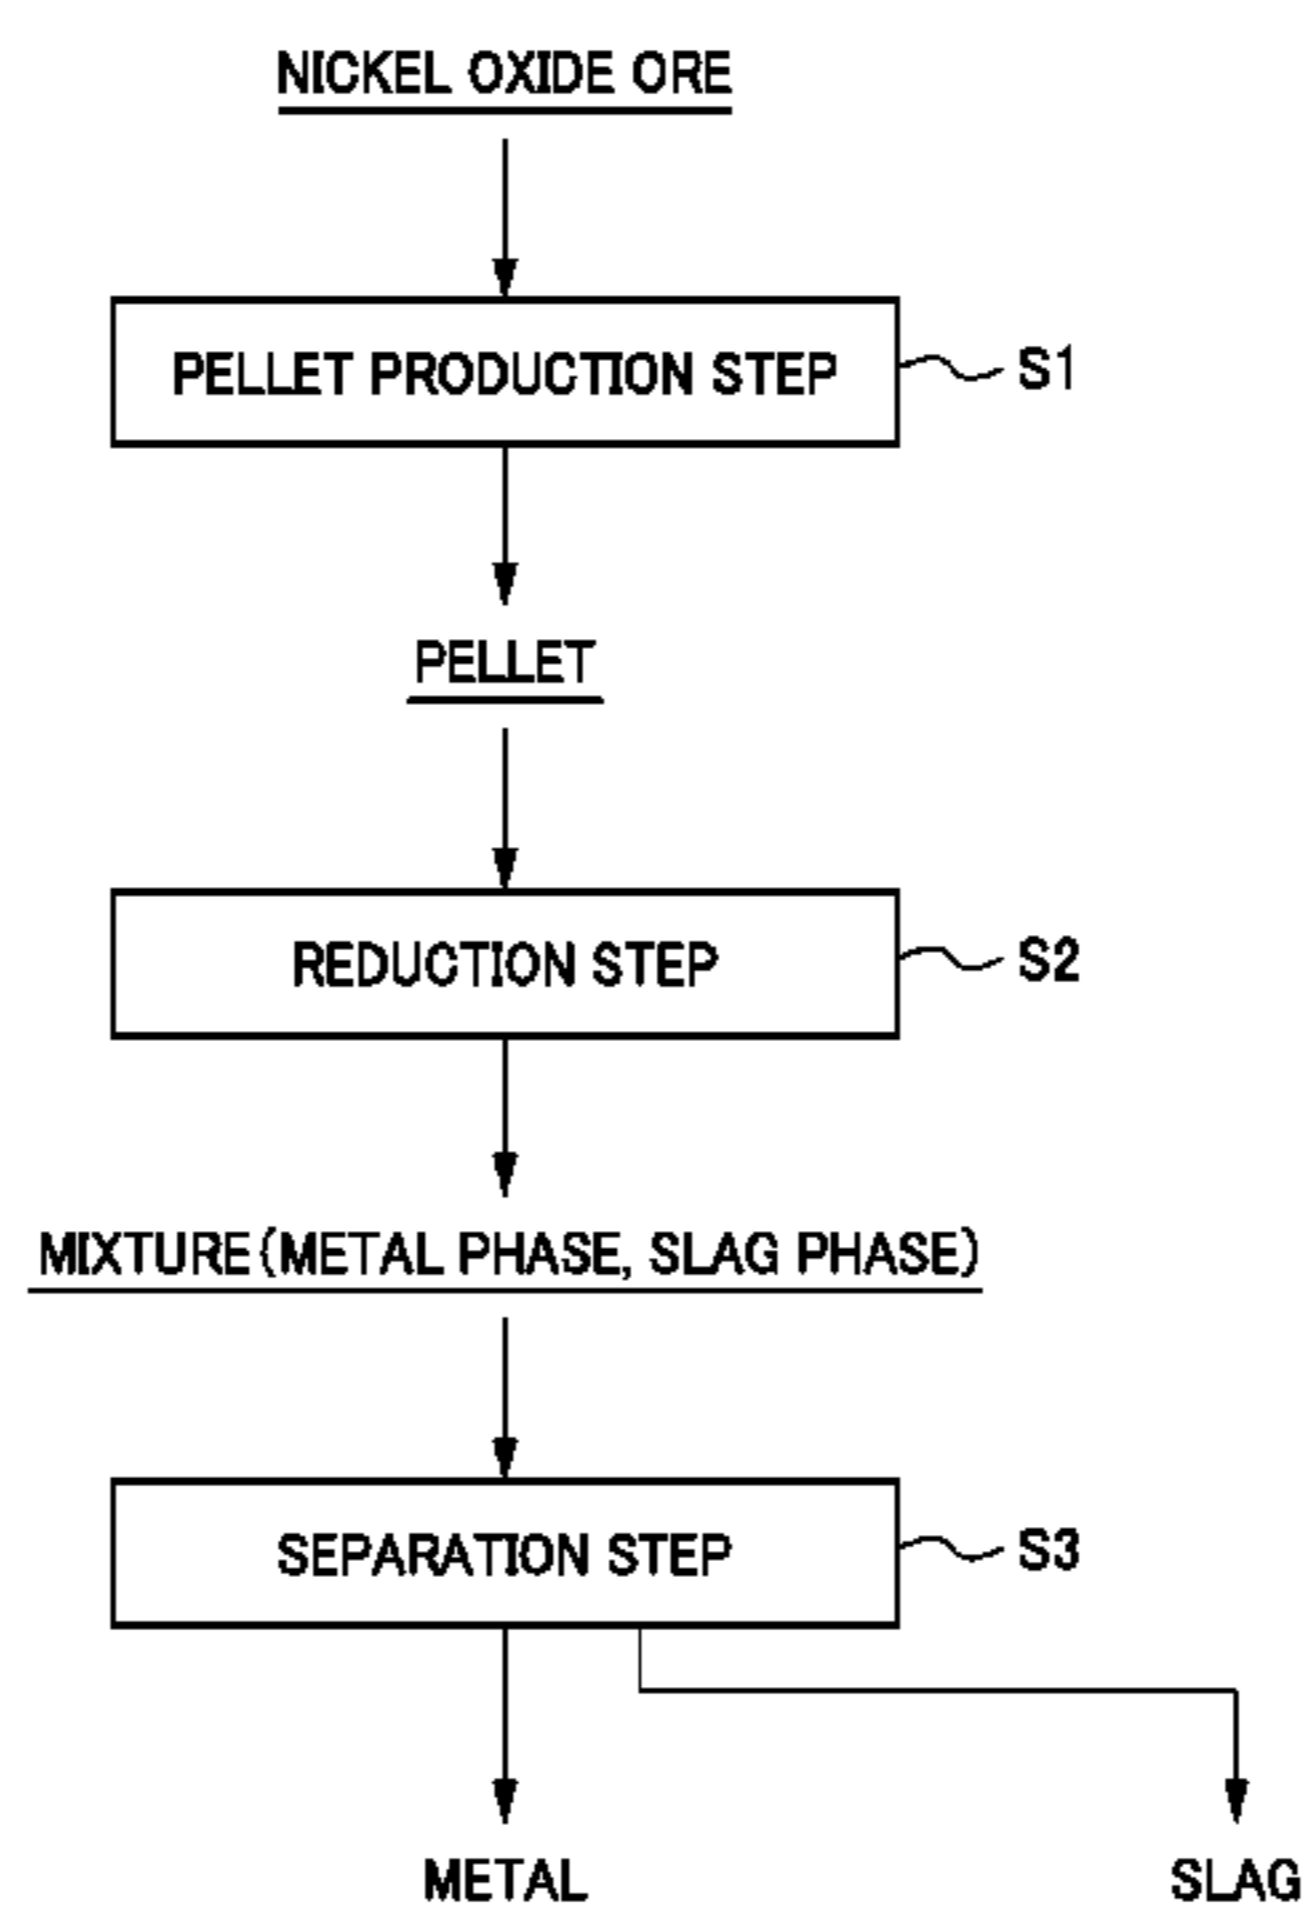 NICKEL OXIDE ORE
PELLET PRODUCTION STEP
S1
PELLET
REDUCTION STEP
S2
MIXTURE(METAL PHASE, SLAG PHASE)
SEPARATION STEP
S3
METAL
SLAG